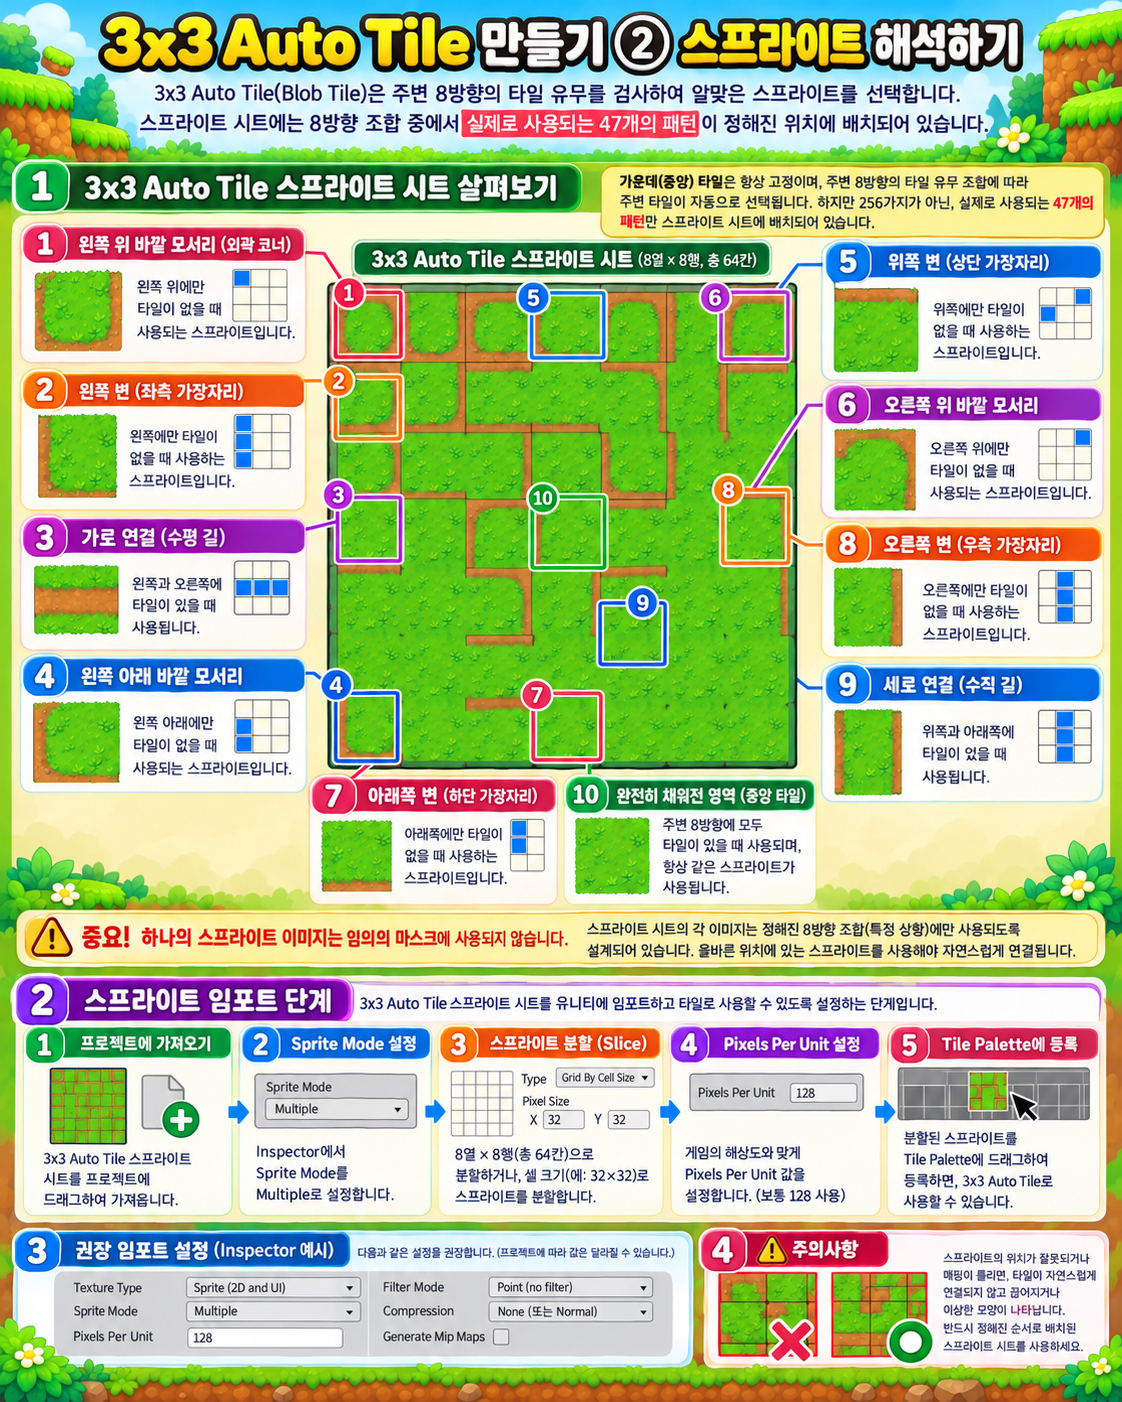 3x3 Auto Tile 만들기 ② 스프라이트 해석하기
3x3 Auto Tile(Blob Tile)은 주변 8방향의 타일 유무를 검사하여 알맞은 스프라이트를 선택합니다.
스프라이트 시트에는 8방향 조합 중에서 실제로 사용되는 47개의 패턴이 정해진 위치에 배치되어 있습니다.
1 3x3 Auto Tile 스프라이트 시트 살펴보기
가운데(중앙) 타일은 항상 고정이며, 주변 8방향의 타일 유무 조합에 따라
주변 타일이 자동으로 선택됩니다. 하지만 256가지가 아닌, 실제로 사용되는 47개의
패턴만 스프라이트 시트에 배치되어 있습니다.
1 왼쪽 위 바깥 모서리 (외곽 코너)
왼쪽 위에만
타일이 없을 때
사용되는 스프라이트입니다.
2 왼쪽 변 (좌측 가장자리)
왼쪽에만 타일이
없을 때 사용하는
스프라이트입니다.
3 가로 연결 (수평 길)
왼쪽과 오른쪽에
타일이 있을 때
사용됩니다.
4 왼쪽 아래 바깥 모서리
왼쪽 아래에만
타일이 없을 때
사용되는 스프라이트입니다.
3x3 Auto Tile 스프라이트 시트 (8열 × 8행, 총 64칸)
1
5
6
2
3
10
8
9
4
7
5 위쪽 변 (상단 가장자리)
위쪽에만 타일이
없을 때 사용하는
스프라이트입니다.
6 오른쪽 위 바깥 모서리
오른쪽 위에만
타일이 없을 때
사용되는 스프라이트입니다.
8 오른쪽 변 (우측 가장자리)
오른쪽에만 타일이
없을 때 사용하는
스프라이트입니다.
9 세로 연결 (수직 길)
위쪽과 아래쪽에
타일이 있을 때
사용됩니다.
7 아래쪽 변 (하단 가장자리)
아래쪽에만 타일이
없을 때 사용하는
스프라이트입니다.
10 완전히 채워전 영역 (중앙 타일)
주변 8방향에 모두
타일이 있을 때 사용되며,
항상 같은 스프라이트가
사용됩니다.
중요! 하나의 스프라이트 이미지는 임의의 마스크에 사용되지 않습니다.
스프라이트 시트의 각 이미지는 정해진 8방향 조합(특정 상황)에만 사용되도록
설계되어 있습니다. 올바른 위치에 있는 스프라이트를 사용해야 자연스럽게 연결됩니다.
2 스프라이트 임포트 단계
3x3 Auto Tile 스프라이트 시트를 유니티에 임포트하고 타일로 사용할 수 있도록 설정하는 단계입니다.
1 프로젝트에 가져오기
3x3 Auto Tile 스프라이트
시트를 프로젝트에
드래그하여 가져옵니다.
2 Sprite Mode 설정
Sprite Mode
Multiple
Inspector에서
Sprite Mode를
Multiple로 설정합니다.
3 스프라이트 분할 (Slice)
Type Grid By Cell Size
Pixel Size
X 32 Y 32
8열 × 8행(총 64칸)으로
분할하거나, 셀 크기(예: 32×32)로
스프라이트를 분할합니다.
4 Pixels Per Unit 설정
Pixels Per Unit 128
게임의 해상도와 맞게
Pixels Per Unit 값을
설정합니다. (보통 128 사용)
5 Tile Palette에 등록
분할된 스프라이트를
Tile Palette에 드래그하여
등록하면, 3x3 Auto Tile로
사용할 수 있습니다.
3 권장 임포트 설정 (Inspector 예시)
다음과 같은 설정을 권장합니다. (프로젝트에 따라 값은 달라질 수 있습니다.)
Texture Type Sprite (2D and UI)
Sprite Mode Multiple
Pixels Per Unit 128
Filter Mode Point (no filter)
Compression None (또는 Normal)
Generate Mip Maps
4 주의사항
스프라이트의 위치가 잘못되거나
매핑이 틀리면, 타일이 자연스럽게
연결되지 않고 끊어지거나
이상한 모양이 나타납니다.
반드시 정해진 순서로 배치된
스프라이트 시트를 사용하세요.